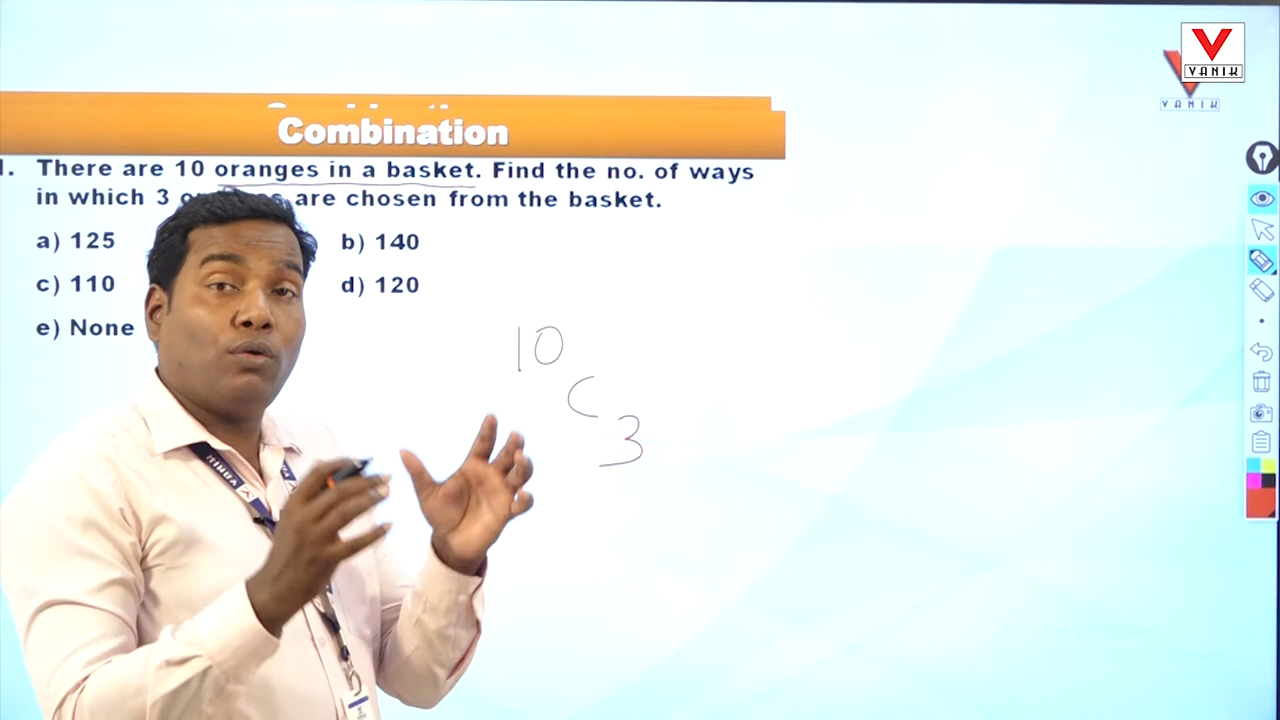 VANIK
VANIK
Combination
1. There are 10 oranges in a basket. Find the no. of ways
in which 3 are chosen from the basket.
a) 125 b) 140
c) 110 d) 120
e) None
10
C
3